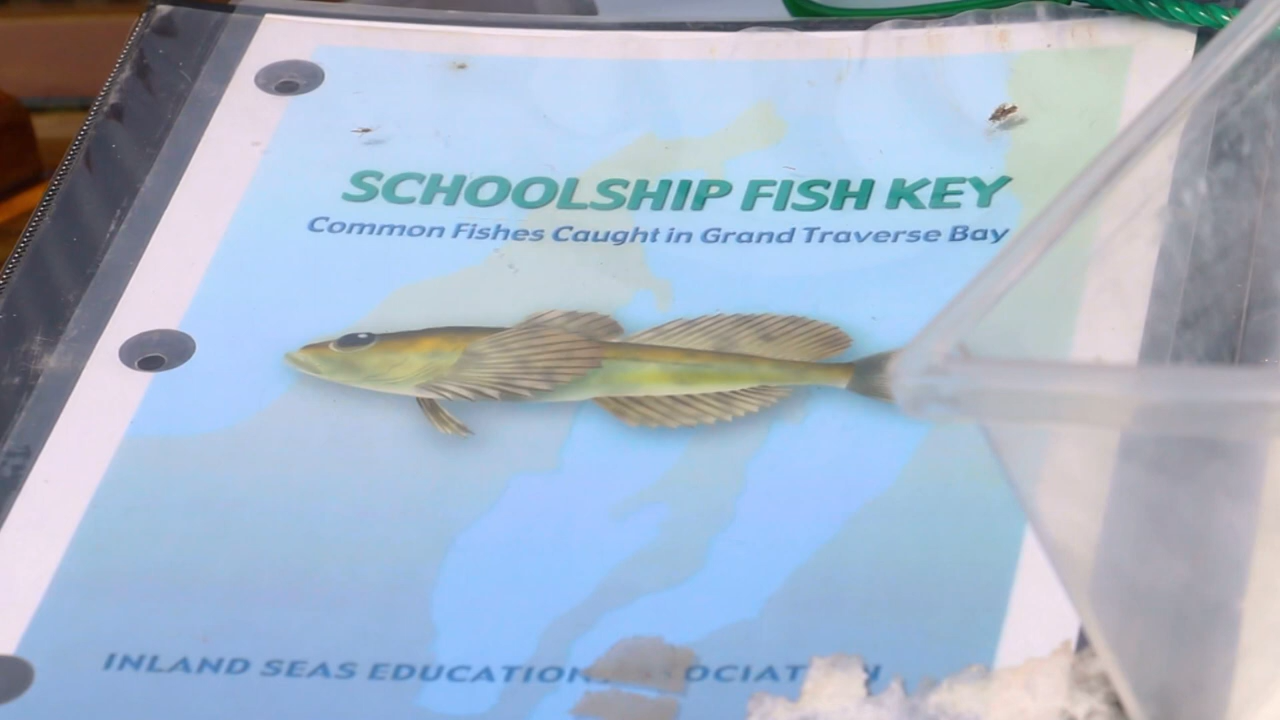 SCHOOLSHIP FISH KEY
Common Fishes Caught in Grand Traverse Bay
INLAND SEAS EDUCATION